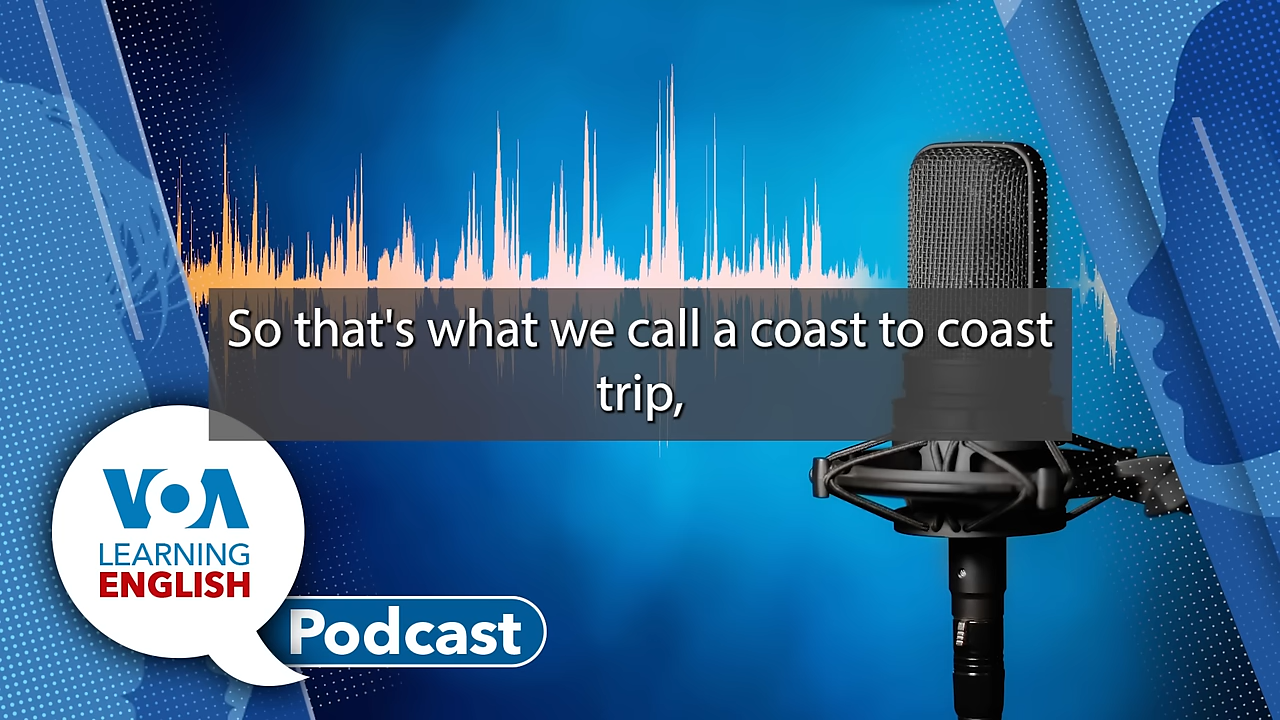 So that's what we call a coast to coast
trip,
VOA
LEARNING
ENGLISH
Podcast